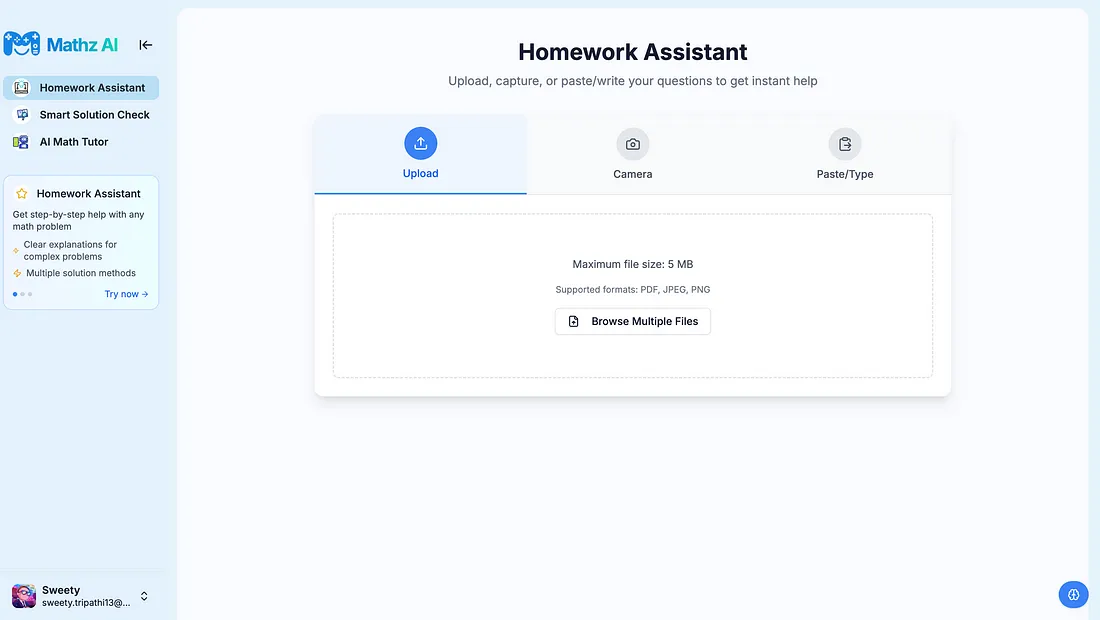 Mathz AI
Homework Assistant
Smart Solution Check
AI Math Tutor
Homework Assistant
Get step-by-step help with any
math problem
Clear explanations for
complex problems
Multiple solution methods
Try now →
Sweety
sweety.tripathi13@...
Homework Assistant
Upload, capture, or paste/write your questions to get instant help
Upload
Camera
Paste/Type
Maximum file size: 5 MB
Supported formats: PDF, JPEG, PNG
Browse Multiple Files